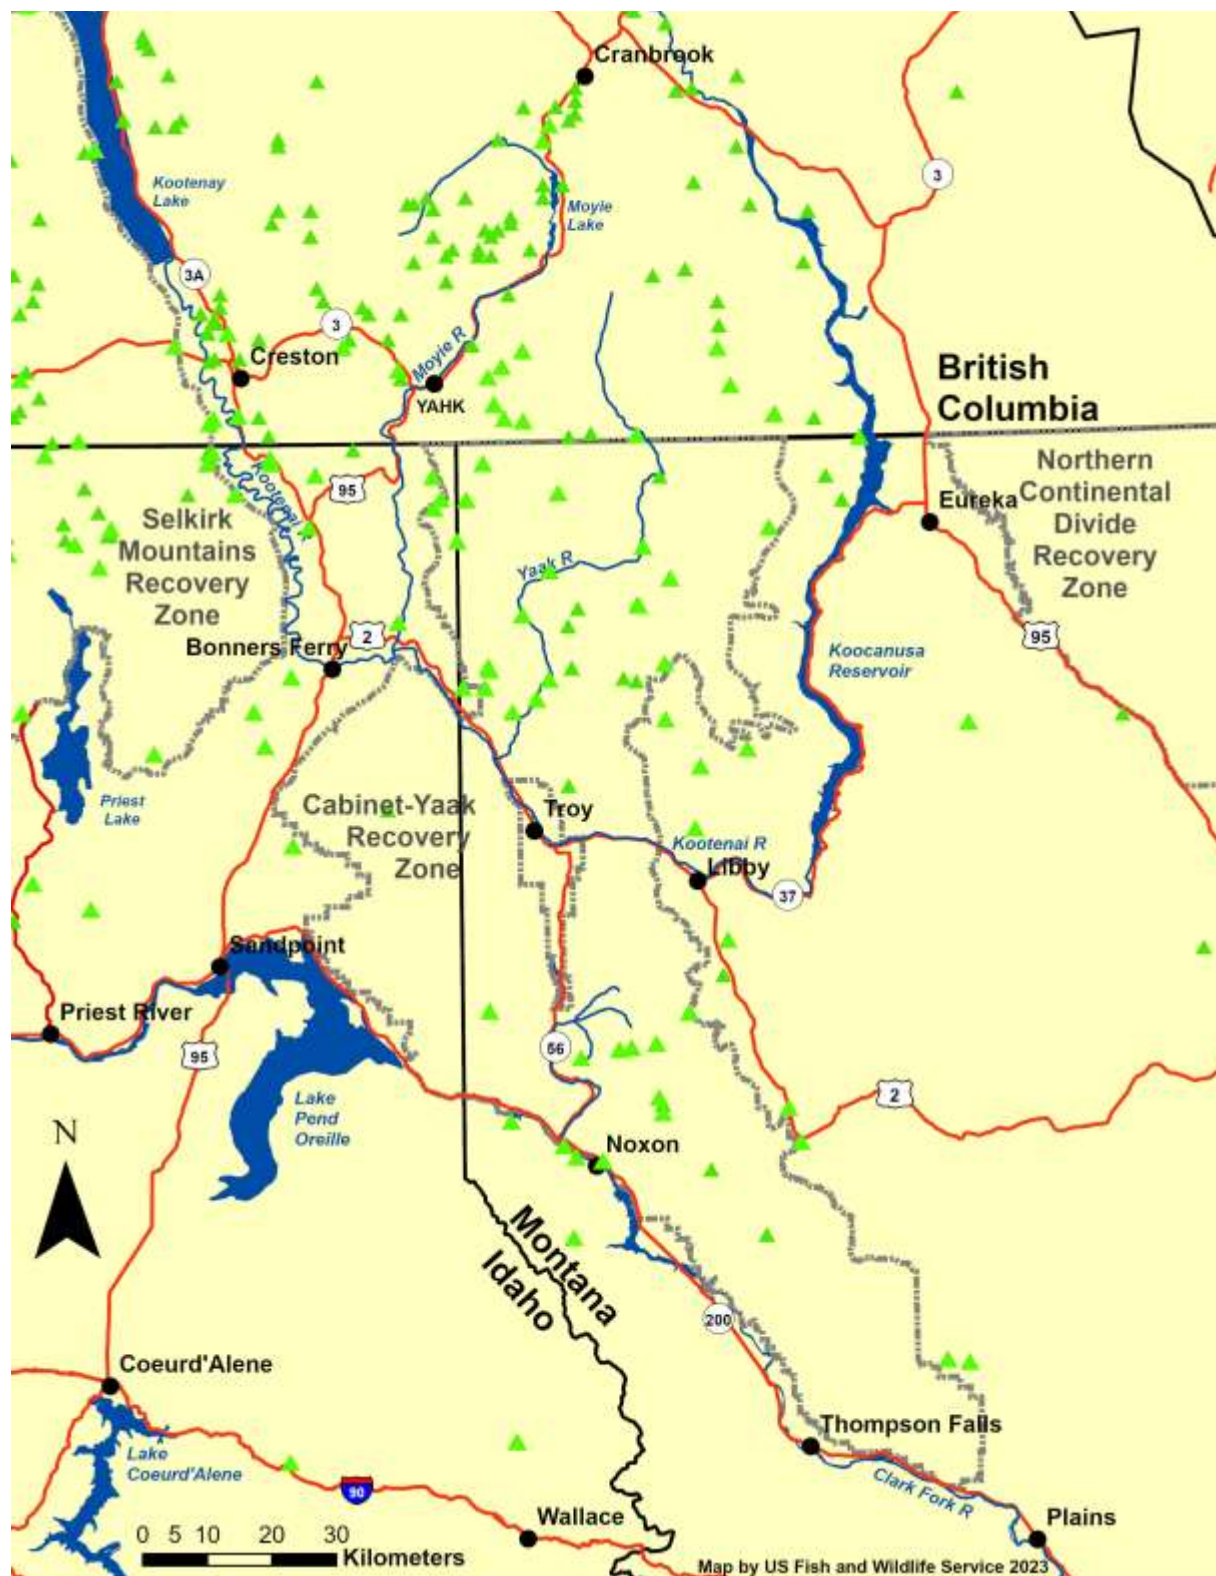 Cranbrook
Kootenay
Lake
3
Moyie
Lake
3A
3
Creston
Moyie R
YAHK
British
Columbia
95
Kootenai R
Northern
Continental
Divide
Recovery
Zone
Eureka
Selkirk
Mountains
Recovery
Zone
Yaak R
2
Bonners Ferry
95
Koocanusa
Reservoir
Priest
Lake
Cabinet-Yaak
Recovery
Zone
Troy
Kootenai R
Libby
37
Sandpoint
Priest River
95
56
2
Lake
Pend
Oreille
N
Noxon
Montana
Idaho
200
Coeurd'Alene
Thompson Falls
Lake
Coeurd'Alene
Clark Fork R
90
Wallace
Plains
0 5 10 20 30
Kilometers
Map by US Fish and Wildlife Service 2023